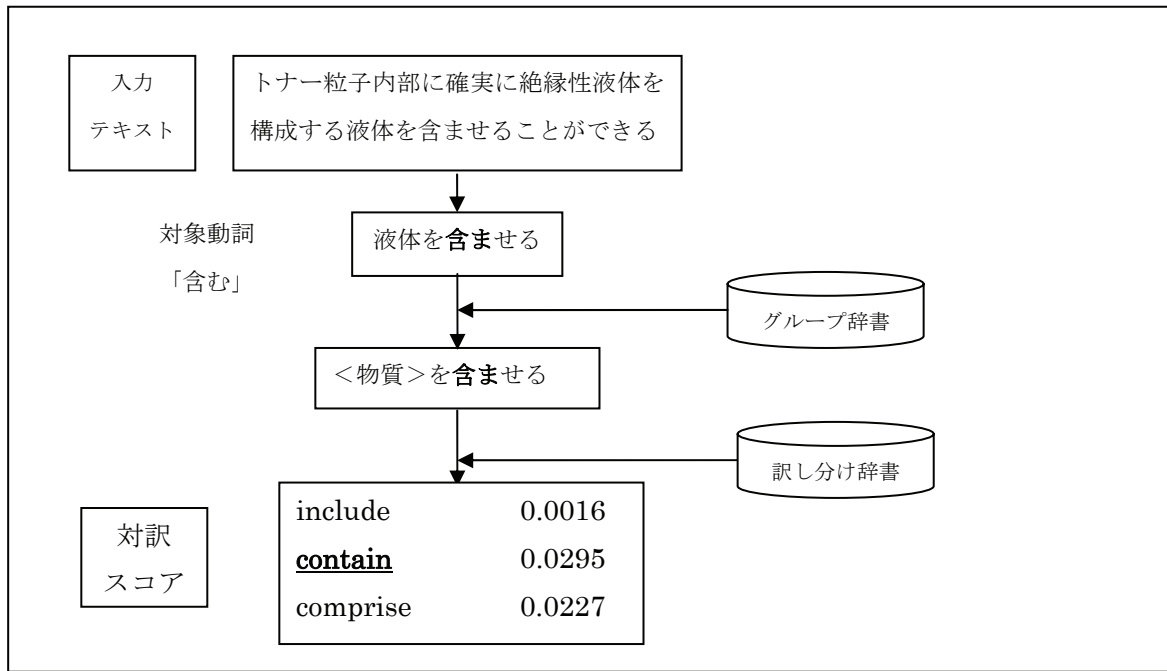 入力
テキスト
トナー粒子内部に確実に絶縁性液体を
構成する液体を含ませることができる
対象動詞
「含む」
液体を含ませる
グループ辞書
＜物質＞を含ませる
訳し分け辞書
対訳
スコア
include 0.0016
contain 0.0295
comprise 0.0227